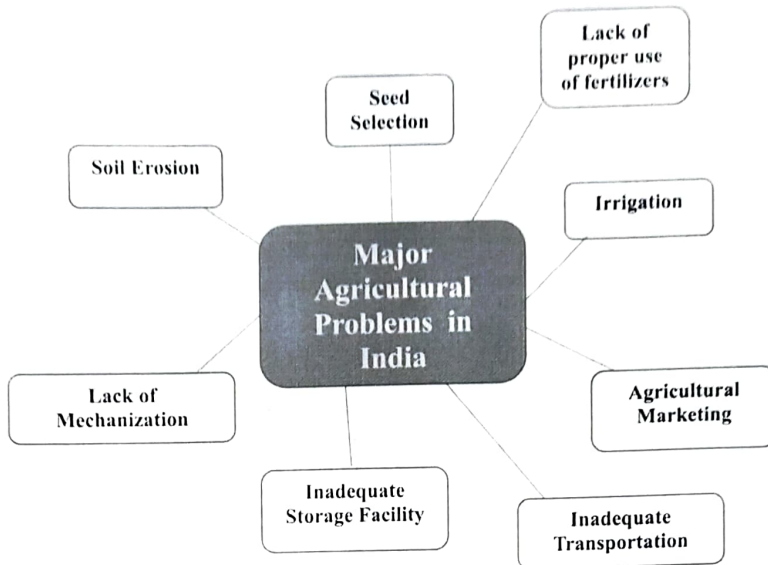 Lack of
proper use
of fertilizers
Seed
Selection
Soil Erosion
Irrigation
Major
Agricultural
Problems in
India
Lack of
Mechanization
Agricultural
Marketing
Inadequate
Storage Facility
Inadequate
Transportation